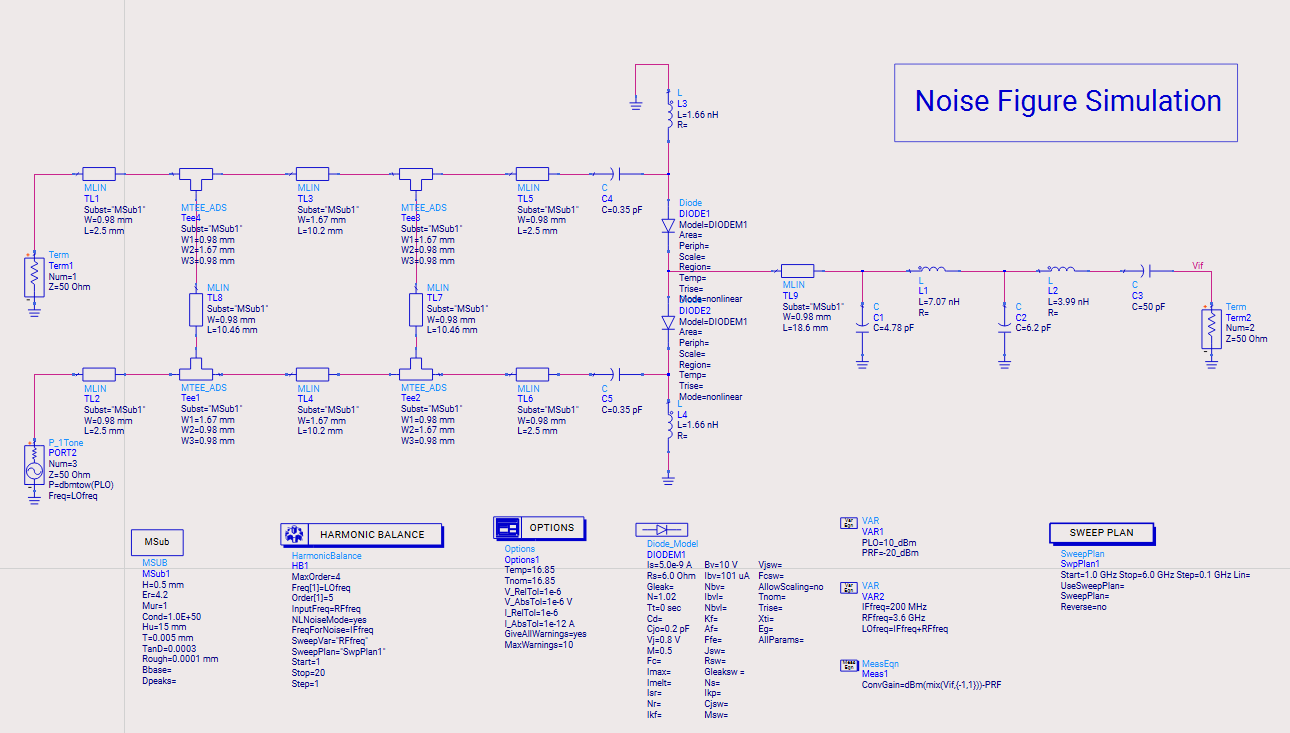 Noise Figure Simulation
L
L3
L=1.66 nH
R=
MLIN
TL1
Subst="MSub1"
W=0.98 mm
L=2.5 mm
MTEE_ADS
Tee4
Subst="MSub1"
W1=0.98 mm
W2=1.67 mm
W3=0.98 mm
MLIN
TL3
Subst="MSub1"
W=1.67 mm
L=10.2 mm
MTEE_ADS
Tee3
Subst="MSub1"
W1=1.67 mm
W2=0.98 mm
W3=0.98 mm
MLIN
TL5
Subst="MSub1"
W=0.98 mm
L=2.5 mm
C
C4
C=0.35 pF
Diode
DIODE1
Model=DIODEM1
Area=
Periph=
Scale=
Region=
Temp=
Trise=
Mode=nonlinear
Term
Term1
Num=1
Z=50 Ohm
MLIN
TL8
Subst="MSub1"
W=0.98 mm
L=10.46 mm
MLIN
TL7
Subst="MSub1"
W=0.98 mm
L=10.46 mm
DIODE2
Model=DIODEM1
Area=
Periph=
Scale=
Region=
Temp=
Trise=
Mode=nonlinear
MLIN
TL9
Subst="MSub1"
W=0.98 mm
L=18.6 mm
C
C1
C=4.78 pF
L
L1
L=7.07 nH
R=
C
C2
C=6.2 pF
L
L2
L=3.99 nH
R=
C
C3
C=50 pF
Vif
Term
Term2
Num=2
Z=50 Ohm
MLIN
TL2
Subst="MSub1"
W=0.98 mm
L=2.5 mm
MTEE_ADS
Tee1
Subst="MSub1"
W1=1.67 mm
W2=0.98 mm
W3=0.98 mm
MLIN
TL4
Subst="MSub1"
W=1.67 mm
L=10.2 mm
MTEE_ADS
Tee2
Subst="MSub1"
W1=0.98 mm
W2=1.67 mm
W3=0.98 mm
MLIN
TL6
Subst="MSub1"
W=0.98 mm
L=2.5 mm
C
C5
C=0.35 pF
L
L4
L=1.66 nH
R=
P_1Tone
PORT2
Num=3
Z=50 Ohm
P=dbmtow(PLO)
Freq=LOfreq
MSub
MSUB
MSub1
H=0.5 mm
Er=4.2
Mur=1
Cond=1.0E+50
Hu=15 mm
T=0.005 mm
TanD=0.0003
Rough=0.0001 mm
Bbase=
Dpeaks=
HARMONIC BALANCE
HarmonicBalance
HB1
MaxOrder=4
Freq[1]=LOfreq
Order[1]=5
InputFreq=RFfreq
NLNoiseMode=yes
FreqForNoise=IFfreq
SweepVar="RFfreq"
SweepPlan="SwpPlan1"
Start=1
Stop=20
Step=1
OPTIONS
Options
Options1
Temp=16.85
Tnom=16.85
V_RelTol=1e-6
V_AbsTol=1e-6 V
I_RelTol=1e-6
I_AbsTol=1e-12 A
GiveAllWarnings=yes
MaxWarnings=10
Diode_Model
DIODEM1
Is=5.0e-9 A
Rs=6.0 Ohm
Gleak=
N=1.02
Tt=0 sec
Cd=
Cjo=0.2 pF
Vj=0.8 V
M=0.5
Fc=
Imax=
Imelt=
Isr=
Nr=
Ikf=
Bv=10 V
Ibv=101 uA
Nbv=
Ibvl=
Nbvl=
Kf=
Af=
Ffe=
Jsw=
Rsw=
Gleaksw =
Ns=
Ikp=
Cjsw=
Msw=
Vjsw=
Fcsw=
AllowScaling=no
Tnom=
Trise=
Xti=
Eg=
AllParams=
Var
Eqn
VAR
VAR1
PLO=10_dBm
PRF=-20_dBm
Var
Eqn
VAR
VAR2
IFfreq=200 MHz
RFfreq=3.6 GHz
LOfreq=IFfreq+RFfreq
Meas
Eqn
MeasEqn
Meas1
ConvGain=dBm(mix(Vif,{-1,1}))-PRF
SWEEP PLAN
SweepPlan
SwpPlan1
Start=1.0 GHz Stop=6.0 GHz Step=0.1 GHz Lin=
UseSweepPlan=
SweepPlan=
Reverse=no